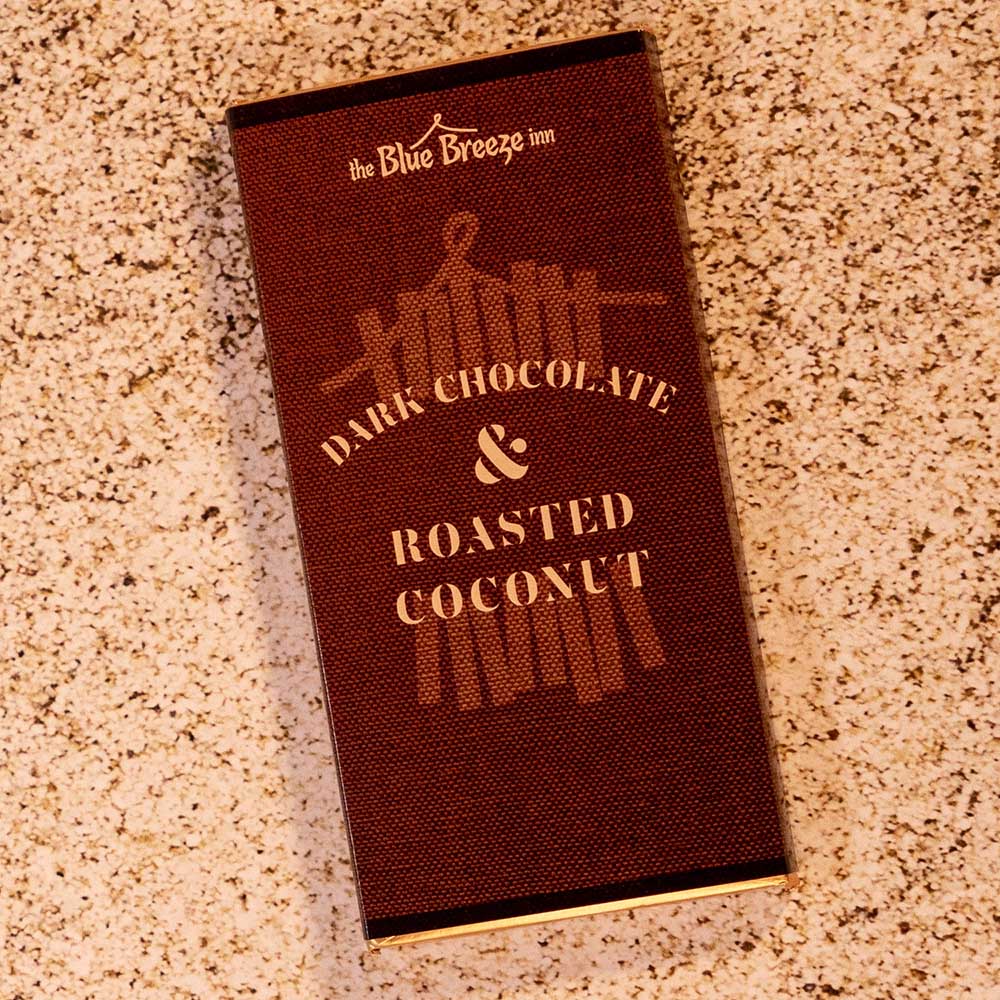 the Blue Breeze inn
DARK CHOCOLATE
&
ROASTED
COCONUT